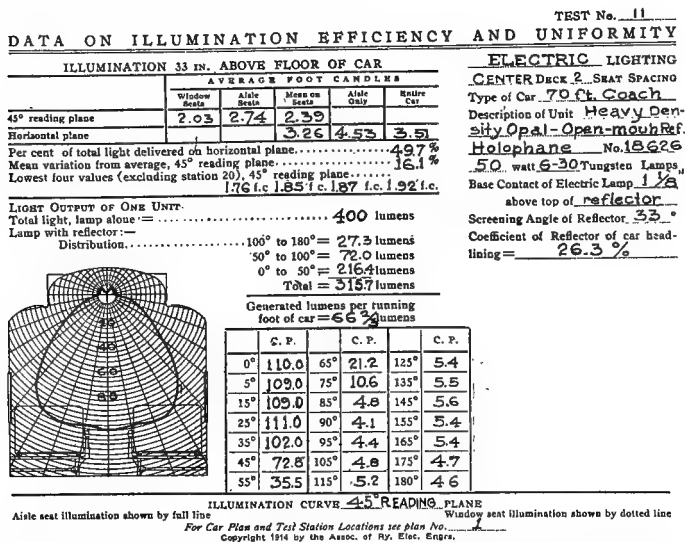 TEST No. 11
DATA ON ILLUMINATION EFFICIENCY AND UNIFORMITY
ILLUMINATION 33 IN. ABOVE FLOOR OF CAR
AVERAGE FOOT CANDLES
Window Seats Aisle Seats Mean on Seats Aisle Only Entire Car
45° reading plane 2.03 2.74 2.39
Horizontal plane 3.26 4.53 3.51
Per cent of total light delivered on horizontal plane 49.7%
Mean variation from average, 45° reading plane 16.1%
Lowest four values (excluding station 20), 45° reading plane
1.76 f.c 1.85 f c. 1.87 f.c. 1.92 f.c.
ELECTRIC LIGHTING
CENTER DECK 2 SEAT SPACING
Type of Car 70 ft. Coach
Description of Unit Heavy Den-
sity Opal-Open-mouh Ref.
Holophane No. 18626
50 watt G-30 Tungsten Lamps
Base Contact of Electric Lamp 1 1/8
above top of reflector
Screening Angle of Reflector 33°
Coefficient of Reflector of car head-
lining = 26.3 %
LIGHT OUTPUT OF ONE UNIT.
Total light, lamp alone = 400 lumens
Lamp with reflector:—
Distribution 100° to 180° = 27.3 lumens
50° to 100° = 72.0 lumens
0° to 50° = 216.4 lumens
Total = 315.7 lumens
Generated lumens per running
foot of car = 66 2/3 lumens
20
40
60
80
C. P. C. P. C. P.
0° 110.0 65° 21.2 125° 5.4
5° 109.0 75° 10.6 135° 5.5
15° 109.0 85° 4.8 145° 5.6
25° 111.0 90° 4.1 155° 5.4
35° 102.0 95° 4.4 165° 5.4
45° 72.8 105° 4.8 175° 4.7
55° 35.5 115° 5.2 180° 4 6
ILLUMINATION CURVE 45° READING PLANE
Aisle seat illumination shown by full line Window seat illumination shown by dotted line
For Car Plan and Test Station Locations see plan No. 1
Copyright 1914 by the Assoc. of Ry. Elec. Engrs.